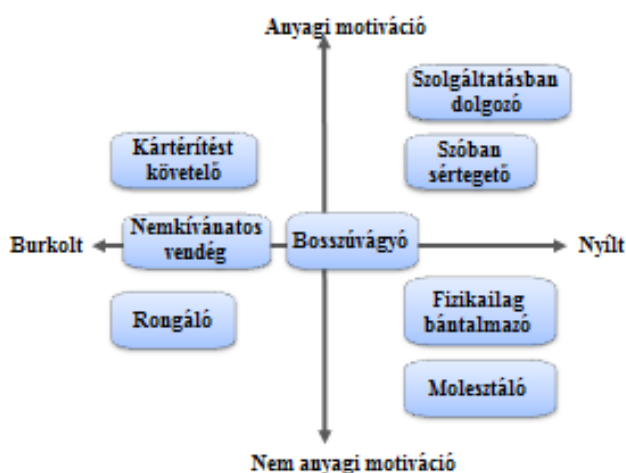 Anyagi motiváció
Szolgáltatásban
dolgozó
Kártérítést
követelő
Szóban
sértegető
Burkolt
Nemkívánatos
vendég
Bosszúvágyó
Nyílt
Rongáló
Fizikailag
bántalmazó
Molesztáló
Nem anyagi motiváció